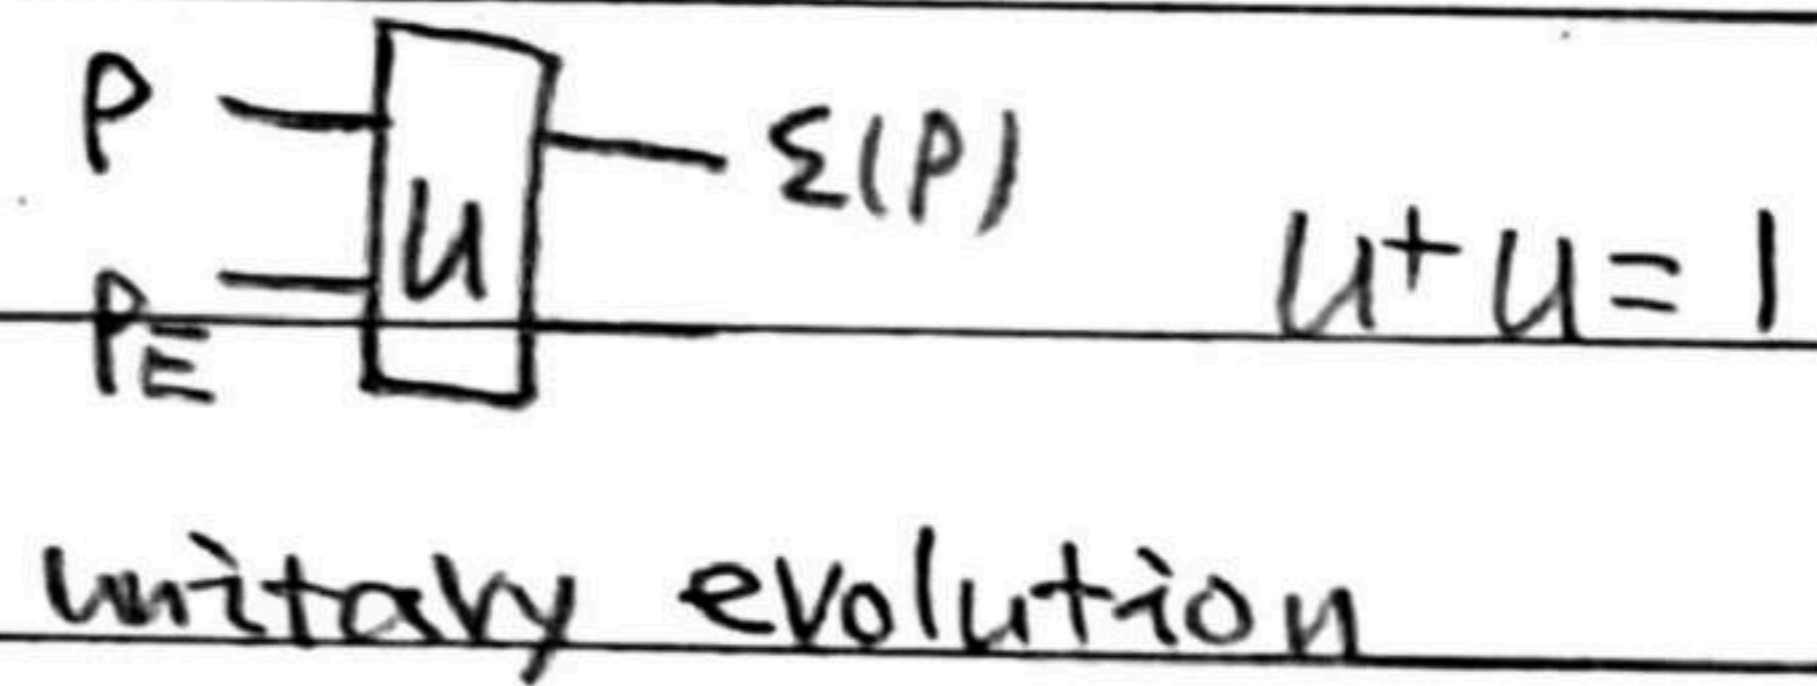 ρ U ε(ρ)
ρ_E U†U = 1
unitary evolution